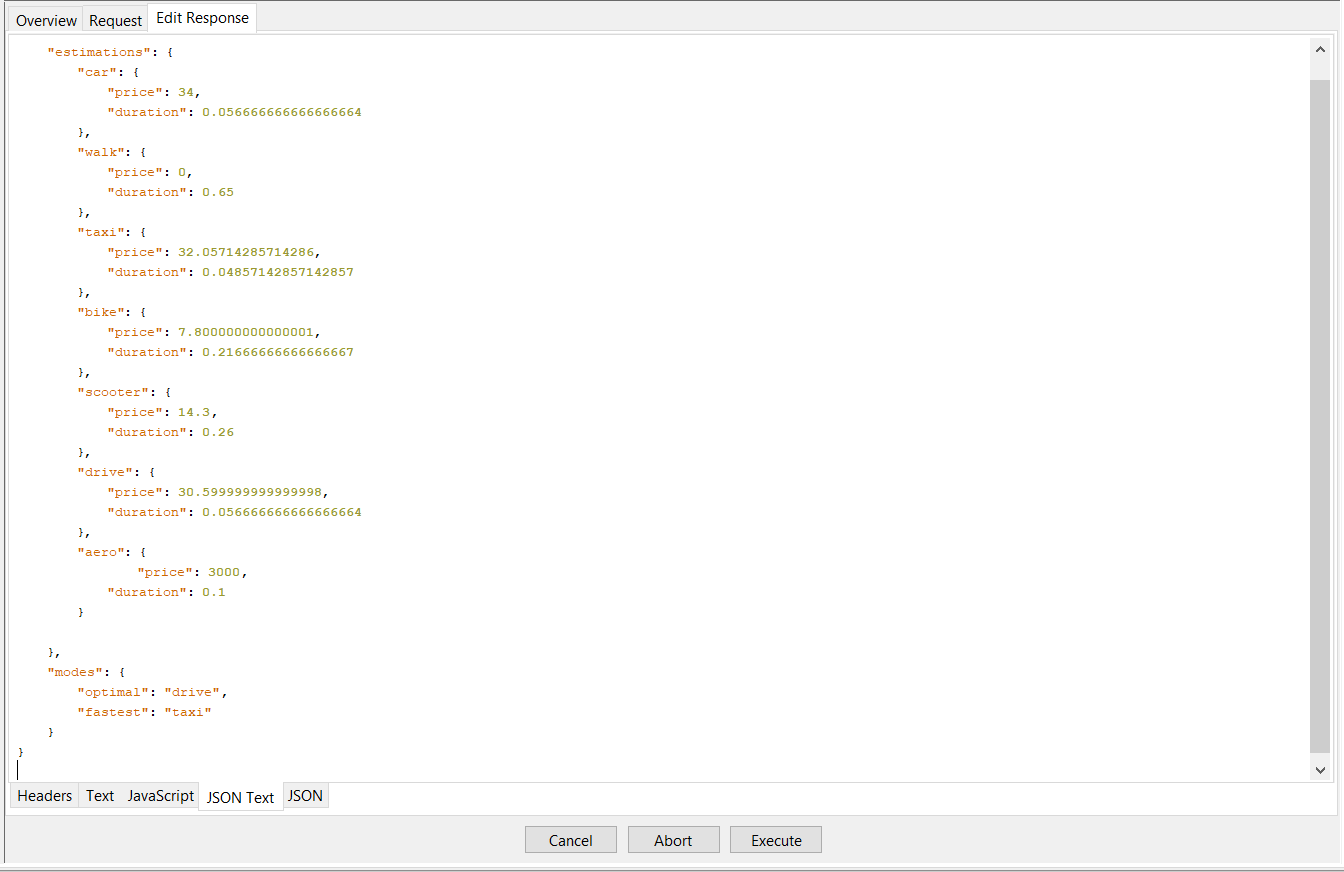 Overview Request Edit Response
"estimations": {
"car": {
"price": 34,
"duration": 0.056666666666666664
},
"walk": {
"price": 0,
"duration": 0.65
},
"taxi": {
"price": 32.05714285714286,
"duration": 0.04857142857142857
},
"bike": {
"price": 7.800000000000001,
"duration": 0.21666666666666667
},
"scooter": {
"price": 14.3,
"duration": 0.26
},
"drive": {
"price": 30.599999999999998,
"duration": 0.056666666666666664
},
"aero": {
"price": 3000,
"duration": 0.1
}
},
"modes": {
"optimal": "drive",
"fastest": "taxi"
}
}
Headers Text JavaScript JSON Text JSON
Cancel Abort Execute